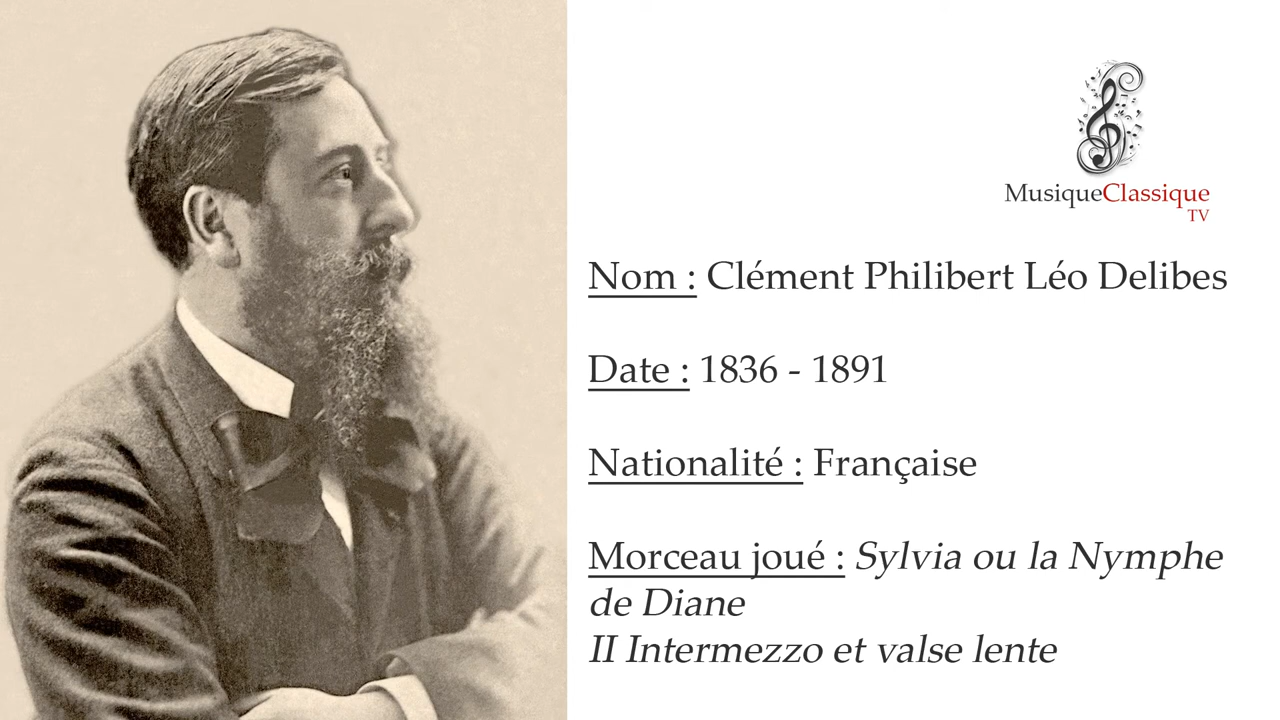 MusiqueClassique
TV
Nom : Clément Philibert Léo Delibes
Date : 1836 - 1891
Nationalité : Française
Morceau joué : Sylvia ou la Nymphe
de Diane
II Intermezzo et valse lente